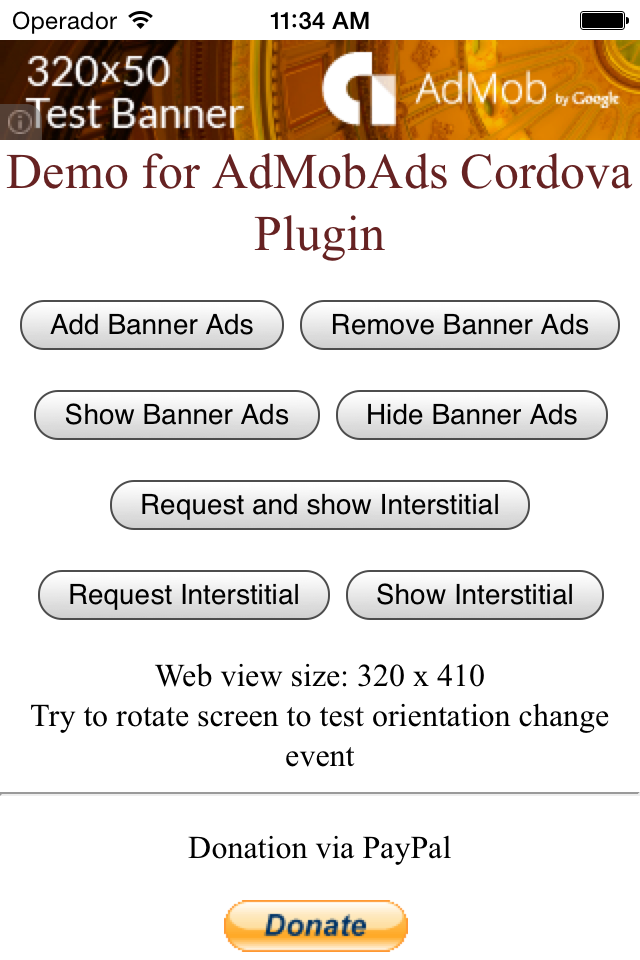 Operador 11:34 AM
320x50
Test Banner
AdMob by Google
Demo for AdMobAds Cordova
Plugin
Add Banner Ads Remove Banner Ads
Show Banner Ads Hide Banner Ads
Request and show Interstitial
Request Interstitial Show Interstitial
Web view size: 320 x 410
Try to rotate screen to test orientation change
event
Donation via PayPal
Donate